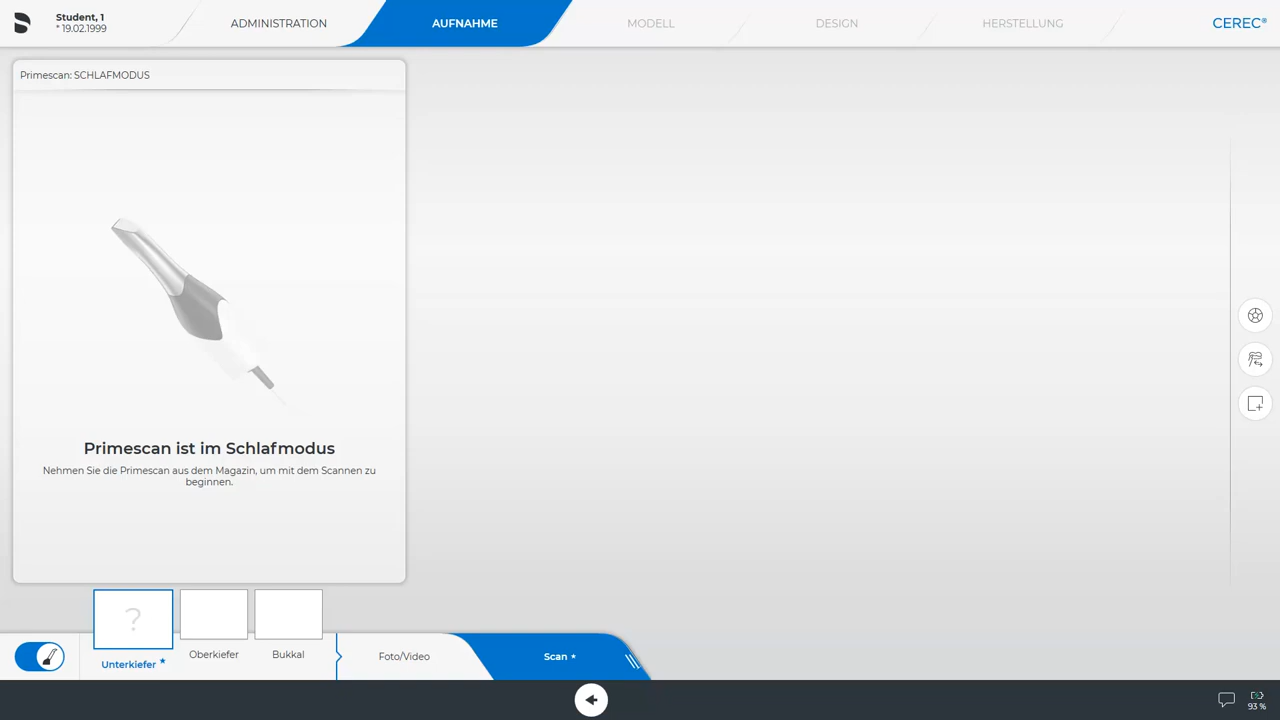 Student, 1
* 19.02.1999
ADMINISTRATION
AUFNAHME
MODELL
DESIGN
HERSTELLUNG
CEREC®
Primescan: SCHLAFMODUS
Primescan ist im Schlafmodus
Nehmen Sie die Primescan aus dem Magazin, um mit dem Scannen zu
beginnen.
?
Unterkiefer *
Oberkiefer
Bukkal
Foto/Video
Scan *
93 %